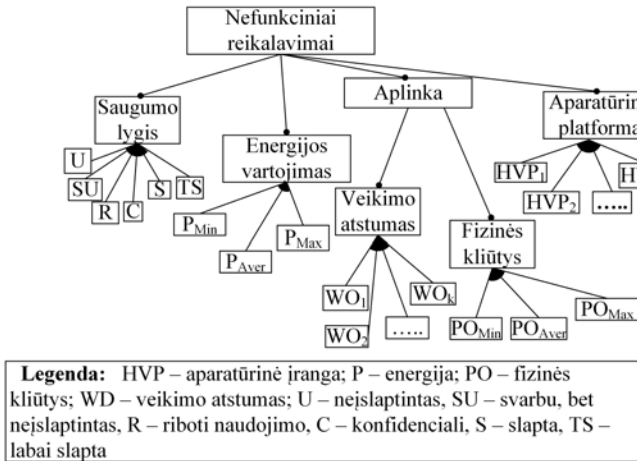 Nefunkciniai
reikalavimai
Saugumo
lygis
Energijos
vartojimas
Aplinka
Aparatūrin
platforma
U
SU
R
C
S
TS
P_Min
P_Aver
P_Max
Veikimo
atstumas
Fizinės
kliūtys
HVP_1
HVP_2
.....
WO_1
WO_2
.....
WO_k
PO_Min
PO_Aver
PO_Max
Legenda: HVP – aparatūrinė įranga; P – energija; PO – fizinės
kliūtys; WD – veikimo atstumas; U – neįslaptintas, SU – svarbu, bet
neįslaptintas, R – riboti naudojimo, C – konfidenciali, S – slapta, TS –
labai slapta